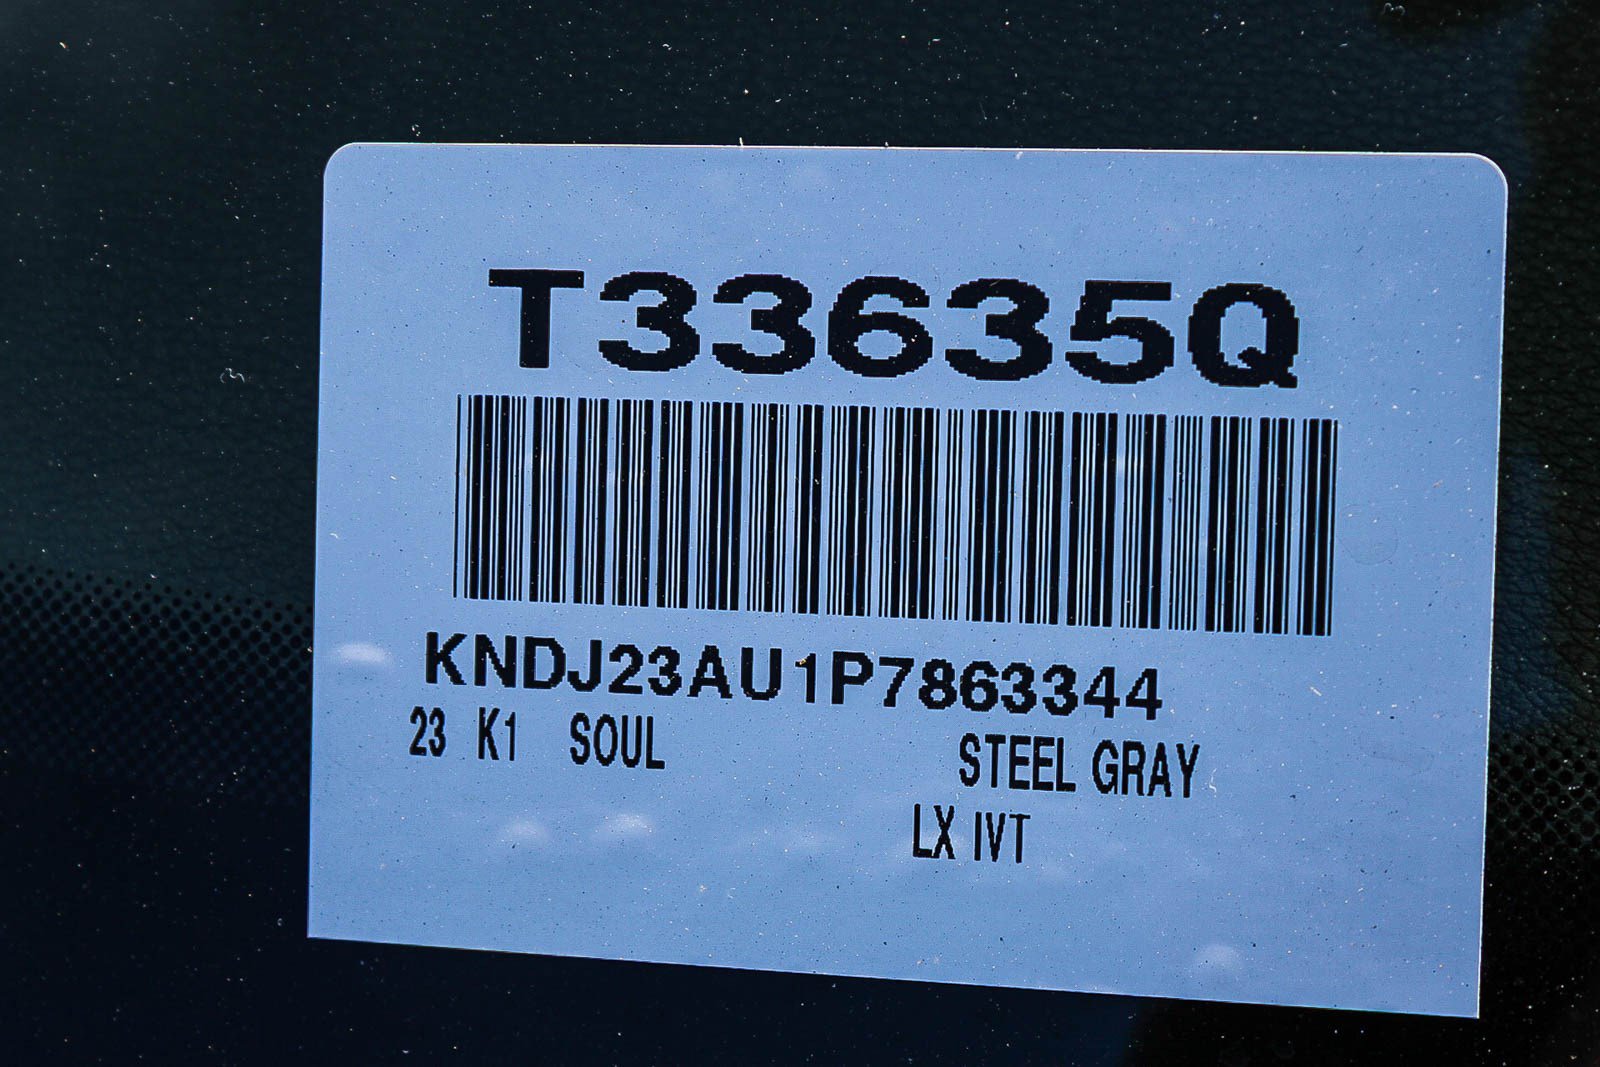 T33635Q
KNDJ23AU1P7863344
23 K1 SOUL STEEL GRAY
LX IVT